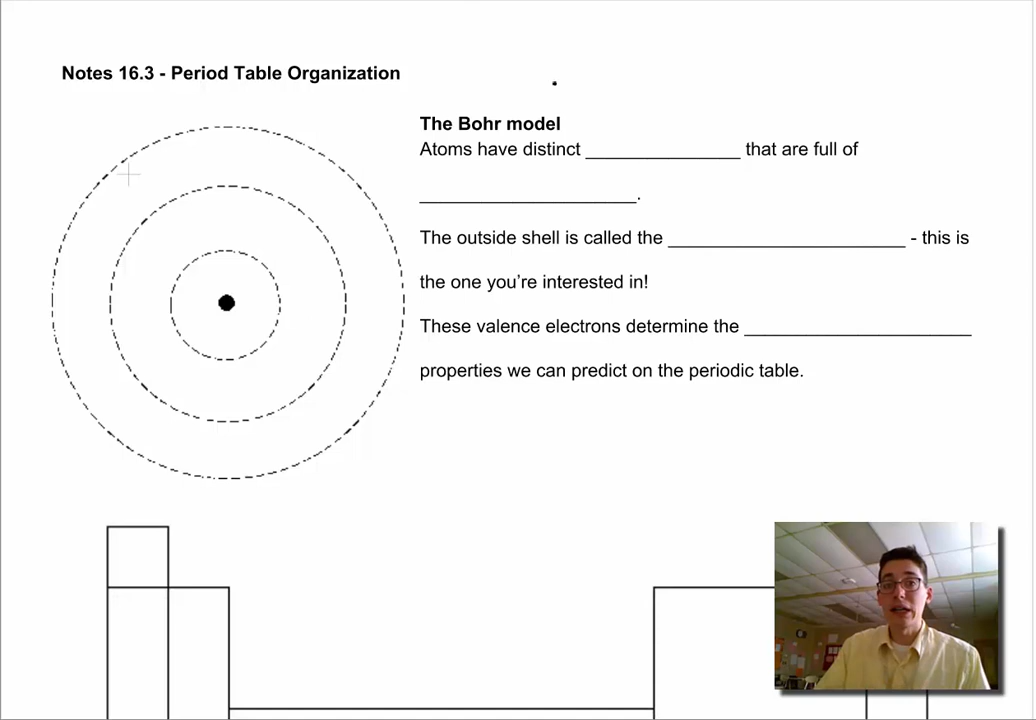 Notes 16.3 - Period Table Organization
The Bohr model
Atoms have distinct _______________ that are full of
_____________________.
The outside shell is called the _______________________ - this is
the one you’re interested in!
These valence electrons determine the ______________________
properties we can predict on the periodic table.